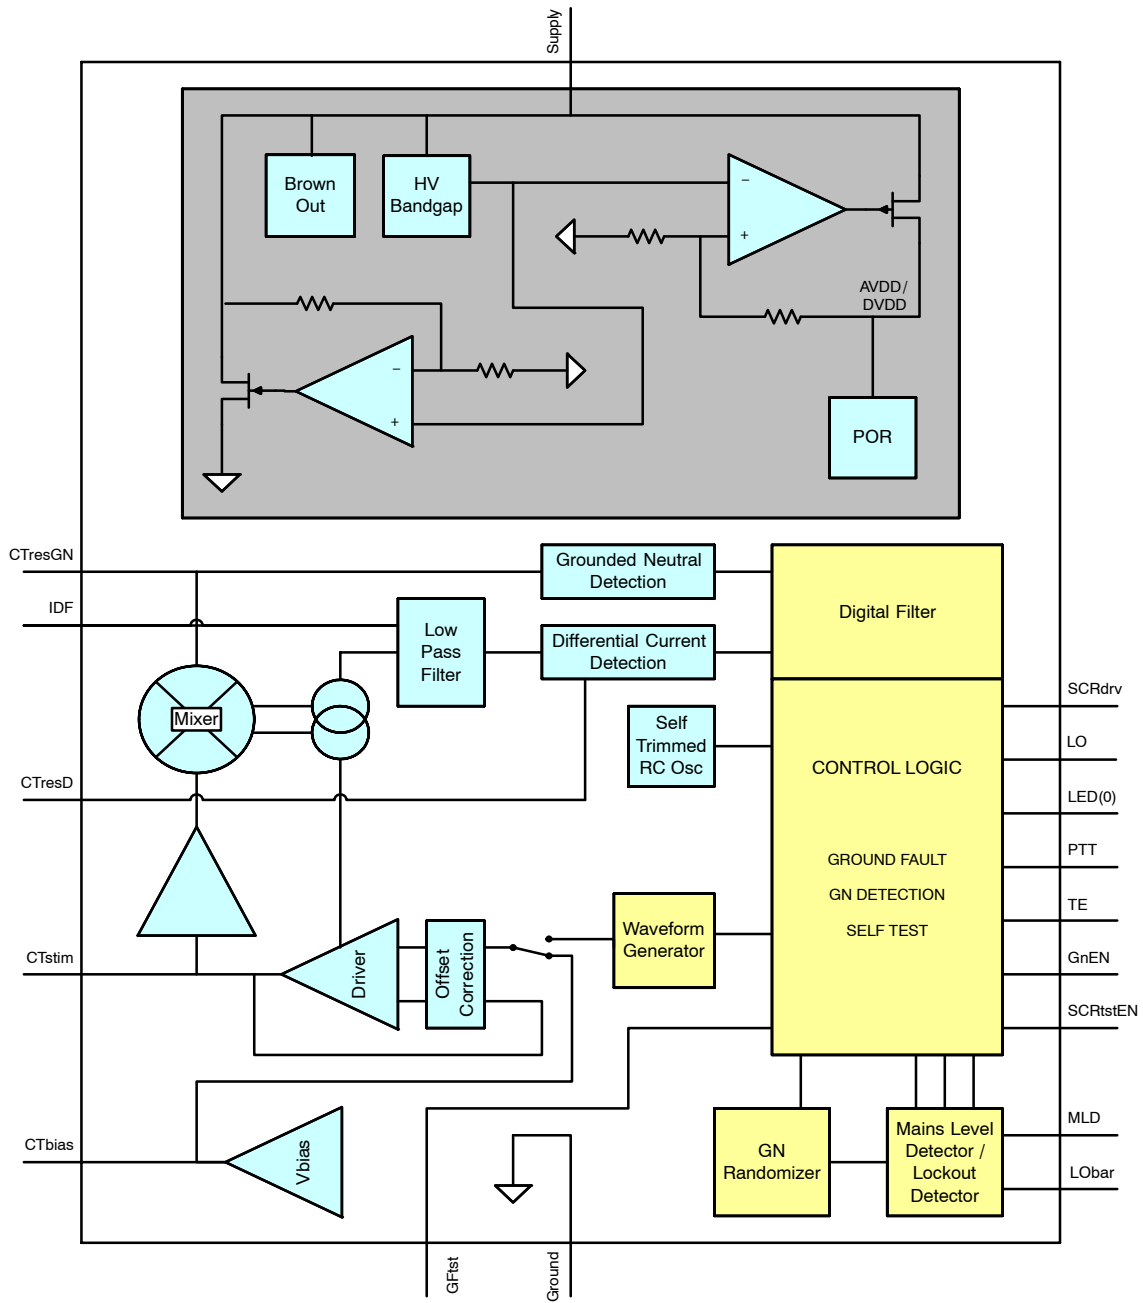 Supply
Brown
Out
HV
Bandgap
−
+
AVDD/
DVDD
−
+
POR
CTresGN
Grounded Neutral
Detection
IDF
Low
Pass
Filter
Differential Current
Detection
Digital Filter
Mixer
Self
Trimmed
RC Osc
CONTROL LOGIC
GROUND FAULT
GN DETECTION
SELF TEST
SCRdrv
LO
LED(0)
PTT
TE
GnEN
SCRtstEN
CTresD
Waveform
Generator
CTstim
Driver
Offset
Correction
CTbias
Vbias
GN
Randomizer
Mains Level
Detector /
Lockout
Detector
MLD
LObar
GFtst
Ground